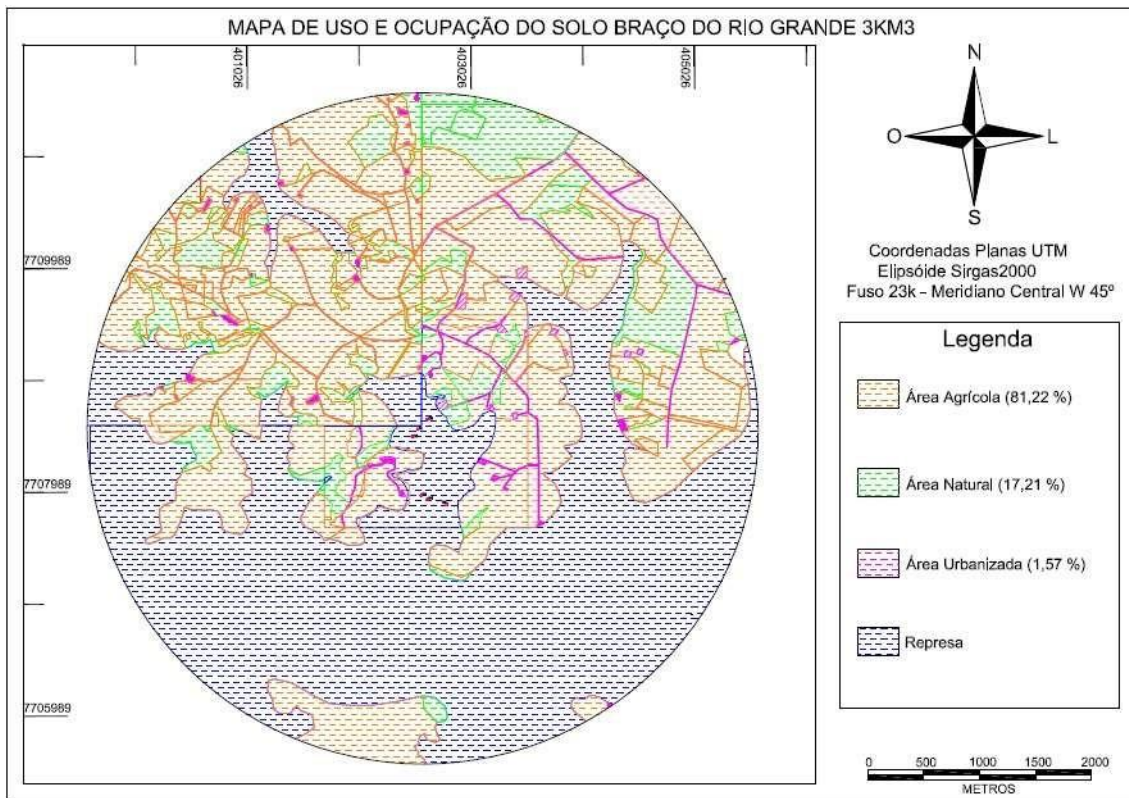 MAPA DE USO E OCUPAÇÃO DO SOLO BRAÇO DO RIO GRANDE 3KM3
401026
403026
405026
N
O
L
S
7709989
7707989
7705989
Coordenadas Planas UTM
Elipsóide Sirgas2000
Fuso 23k - Meridiano Central W 45º
Legenda
Área Agrícola (81,22 %)
Área Natural (17,21 %)
Área Urbanizada (1,57 %)
Represa
0 500 1000 1500 2000
METROS